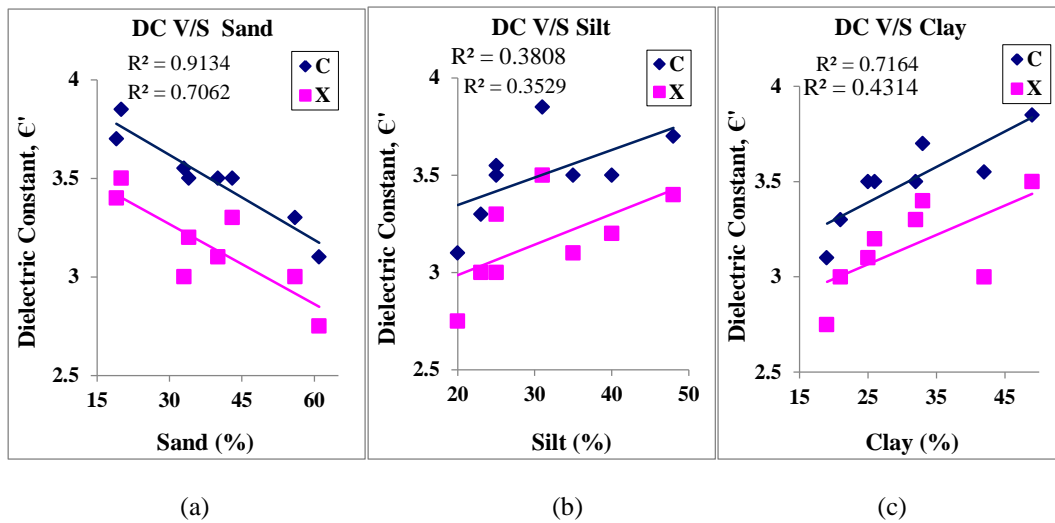 DC V/S Sand
R² = 0.9134
R² = 0.7062
C
X
4
3.5
3
2.5
15
30
45
60
Dielectric Constant, Є'
Sand (%)
(a)
DC V/S Silt
R² = 0.3808
R² = 0.3529
C
X
4
3.5
3
2.5
20
30
40
50
Dielectric Constant, Є'
Silt (%)
(b)
DC V/S Clay
R² = 0.7164
R² = 0.4314
C
X
4
3.5
3
2.5
15
25
35
45
Dielectric Constant, Є'
Clay (%)
(c)